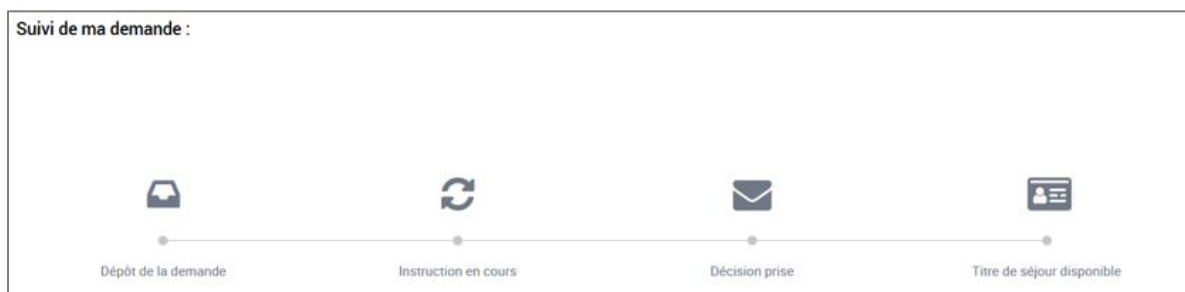 Suivi de ma demande :
Dépôt de la demande
Instruction en cours
Décision prise
Titre de séjour disponible